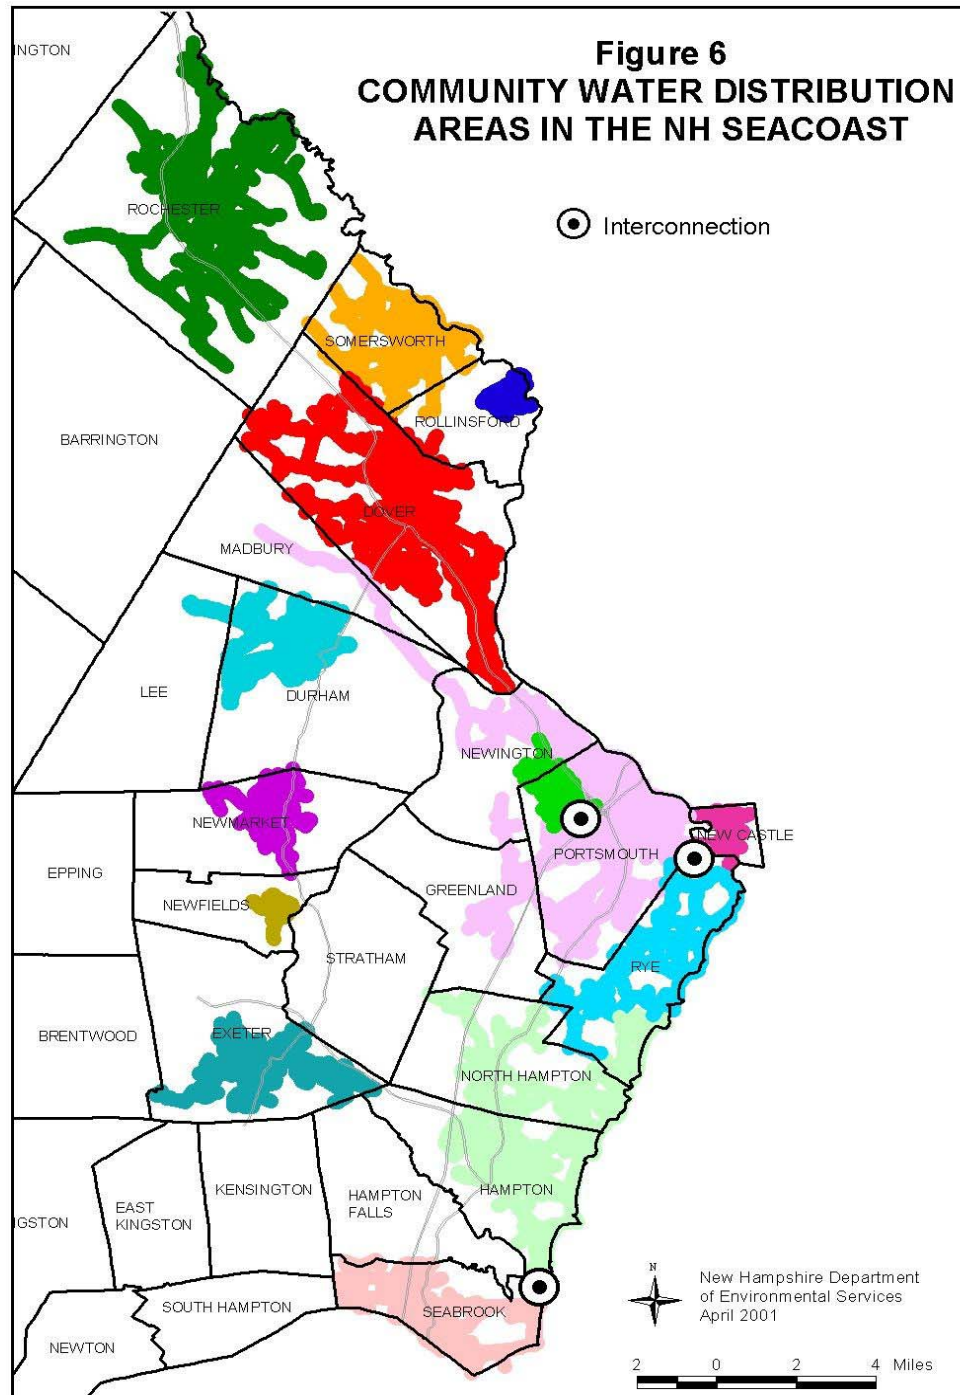 INGTON
Figure 6
COMMUNITY WATER DISTRIBUTION
AREAS IN THE NH SEACOAST
Interconnection
ROCHESTER
SOMERSWORTH
ROLLINSFORD
BARRINGTON
DOVER
MADBURY
LEE
DURHAM
NEWINGTON
NEWMARKET
NEW CASTLE
PORTSMOUTH
EPPING
GREENLAND
NEWFIELDS
STRATHAM
RYE
BRENTWOOD
EXETER
NORTH HAMPTON
KENSINGTON
HAMPTON
HAMPTON
FALLS
EAST
KINGSTON
GSTON
SOUTH HAMPTON
SEABROOK
NEWTON
N
New Hampshire Department
of Environmental Services
April 2001
2 0 2 4 Miles